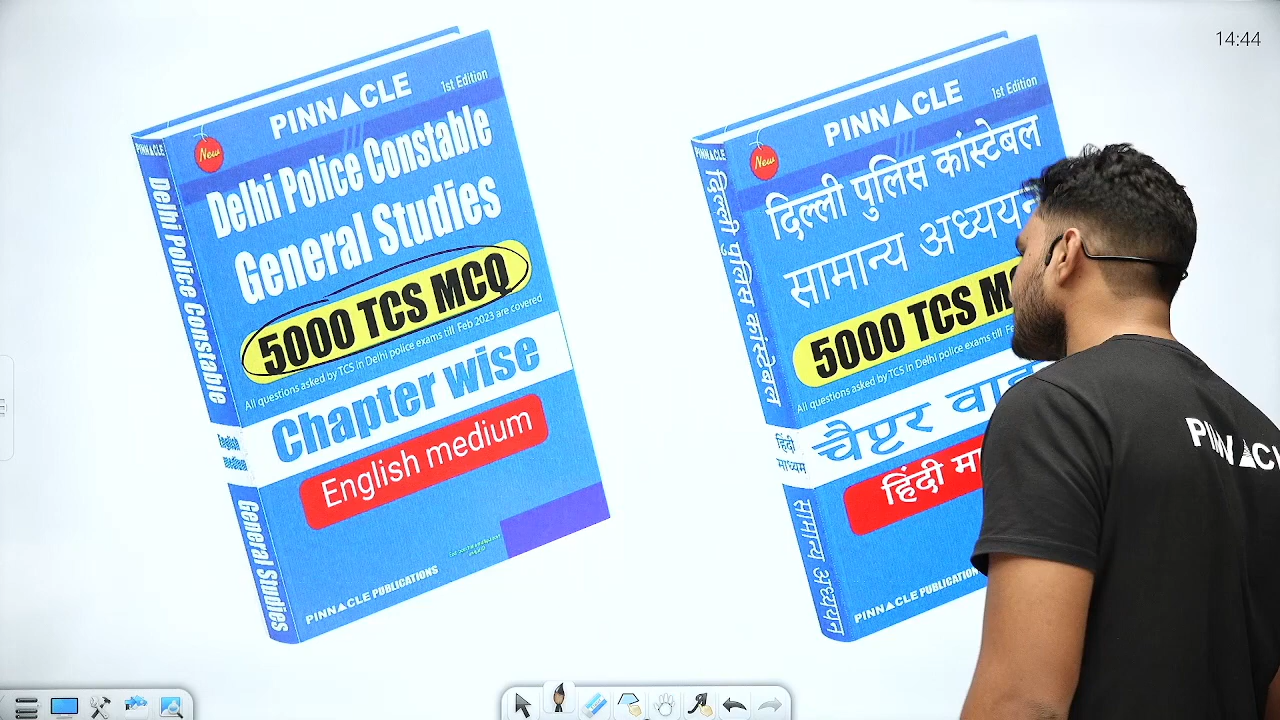 14:44
PINNACLE
1st Edition
New
Delhi Police Constable
General Studies
5000 TCS MCQ
All questions asked by TCS in Delhi police exams till Feb 2023 are covered
Chapter wise
English medium
PINNACLE PUBLICATIONS
PINNACLE
Delhi Police Constable
English medium
General Studies
PINNACLE
1st Edition
New
दिल्ली पुलिस कांस्टेबल
सामान्य अध्ययन
5000 TCS
All questions asked by TCS in Delhi police exams till
चैप्टर
हिंदी
PINNACLE
PINNACLE
दिल्ली पुलिस कांस्टेबल
हिंदी माध्यम
सामान्य अध्ययन